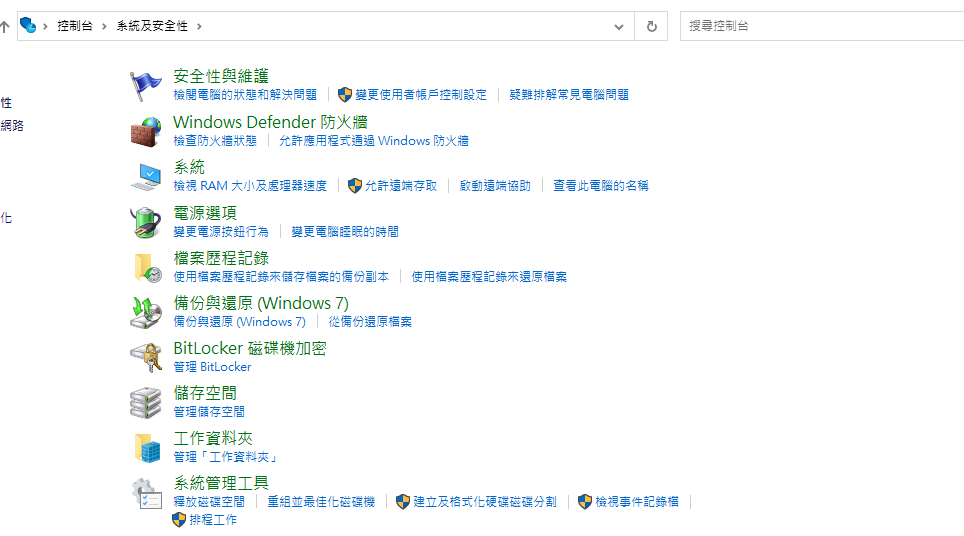 控制台 系統及安全性 搜尋控制台
安全性與維護
檢閱電腦的狀態和解決問題 變更使用者帳戶控制設定 疑難排解常見電腦問題
性
Windows Defender 防火牆
網路
檢查防火牆狀態 允許應用程式通過 Windows 防火牆
系統
檢視 RAM 大小及處理器速度 允許遠端存取 啟動遠端協助 查看此電腦的名稱
電源選項
化
變更電源按鈕行為 變更電腦睡眠的時間
檔案歷程記錄
使用檔案歷程記錄來儲存檔案的備份副本 使用檔案歷程記錄來還原檔案
備份與還原 (Windows 7)
備份與還原 (Windows 7) 從備份還原檔案
BitLocker 磁碟機加密
管理 BitLocker
儲存空間
管理儲存空間
工作資料夾
管理「工作資料夾」
系統管理工具
釋放磁碟空間 重組並最佳化磁碟機 建立及格式化硬碟磁碟分割 檢視事件記錄檔
排程工作